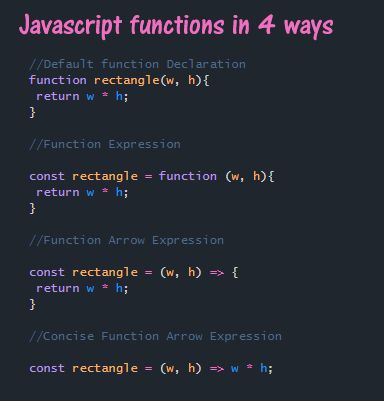 Javascript functions in 4 ways
//Default function Declaration
function rectangle(w, h){
 return w * h;
}
//Function Expression
const rectangle = function (w, h){
 return w * h;
}
//Function Arrow Expression
const rectangle = (w, h) => {
 return w * h;
}
//Concise Function Arrow Expression
const rectangle = (w, h) => w * h;